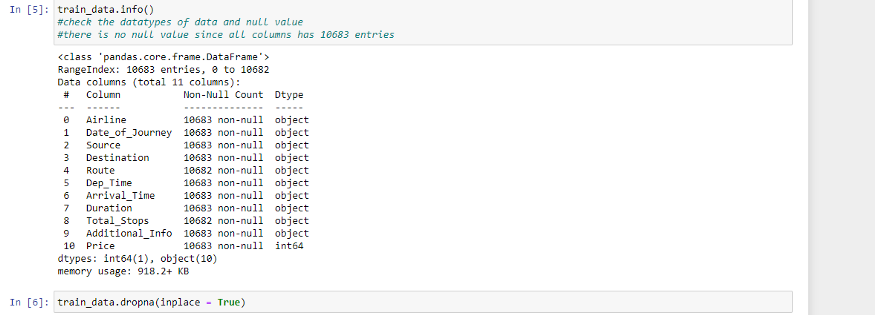 In [5]: train_data.info()
#check the datatypes of data and null value
#there is no null value since all columns has 10683 entries
<class 'pandas.core.frame.DataFrame'>
RangeIndex: 10683 entries, 0 to 10682
Data columns (total 11 columns):
 #   Column           Non-Null Count  Dtype
---  ------           --------------  -----
 0   Airline          10683 non-null  object
 1   Date_of_Journey  10683 non-null  object
 2   Source           10683 non-null  object
 3   Destination      10683 non-null  object
 4   Route            10682 non-null  object
 5   Dep_Time         10683 non-null  object
 6   Arrival_Time     10683 non-null  object
 7   Duration         10683 non-null  object
 8   Total_Stops      10682 non-null  object
 9   Additional_Info  10683 non-null  object
 10  Price            10683 non-null  int64
dtypes: int64(1), object(10)
memory usage: 918.2+ KB
In [6]: train_data.dropna(inplace = True)